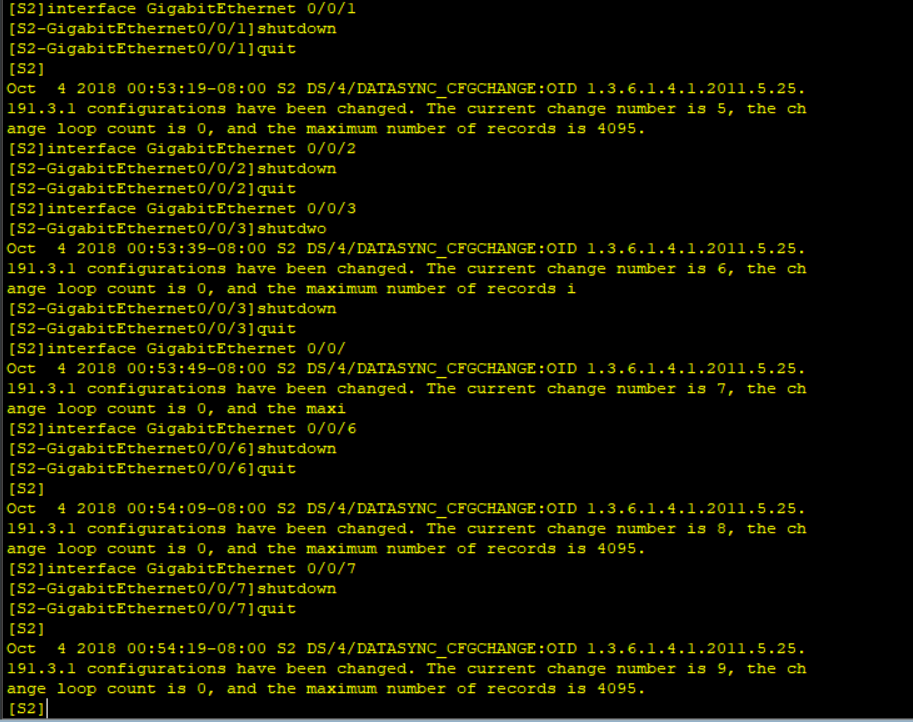 [S2]interface GigabitEthernet 0/0/1
[S2-GigabitEthernet0/0/1]shutdown
[S2-GigabitEthernet0/0/1]quit
[S2]
Oct  4 2018 00:53:19-08:00 S2 DS/4/DATASYNC_CFGCHANGE:OID 1.3.6.1.4.1.2011.5.25.
191.3.1 configurations have been changed. The current change number is 5, the ch
ange loop count is 0, and the maximum number of records is 4095.
[S2]interface GigabitEthernet 0/0/2
[S2-GigabitEthernet0/0/2]shutdown
[S2-GigabitEthernet0/0/2]quit
[S2]interface GigabitEthernet 0/0/3
[S2-GigabitEthernet0/0/3]shutdwo
Oct  4 2018 00:53:39-08:00 S2 DS/4/DATASYNC_CFGCHANGE:OID 1.3.6.1.4.1.2011.5.25.
191.3.1 configurations have been changed. The current change number is 6, the ch
ange loop count is 0, and the maximum number of records i
[S2-GigabitEthernet0/0/3]shutdown
[S2-GigabitEthernet0/0/3]quit
[S2]interface GigabitEthernet 0/0/
Oct  4 2018 00:53:49-08:00 S2 DS/4/DATASYNC_CFGCHANGE:OID 1.3.6.1.4.1.2011.5.25.
191.3.1 configurations have been changed. The current change number is 7, the ch
ange loop count is 0, and the maxi
[S2]interface GigabitEthernet 0/0/6
[S2-GigabitEthernet0/0/6]shutdown
[S2-GigabitEthernet0/0/6]quit
[S2]
Oct  4 2018 00:54:09-08:00 S2 DS/4/DATASYNC_CFGCHANGE:OID 1.3.6.1.4.1.2011.5.25.
191.3.1 configurations have been changed. The current change number is 8, the ch
ange loop count is 0, and the maximum number of records is 4095.
[S2]interface GigabitEthernet 0/0/7
[S2-GigabitEthernet0/0/7]shutdown
[S2-GigabitEthernet0/0/7]quit
[S2]
Oct  4 2018 00:54:19-08:00 S2 DS/4/DATASYNC_CFGCHANGE:OID 1.3.6.1.4.1.2011.5.25.
191.3.1 configurations have been changed. The current change number is 9, the ch
ange loop count is 0, and the maximum number of records is 4095.
[S2]